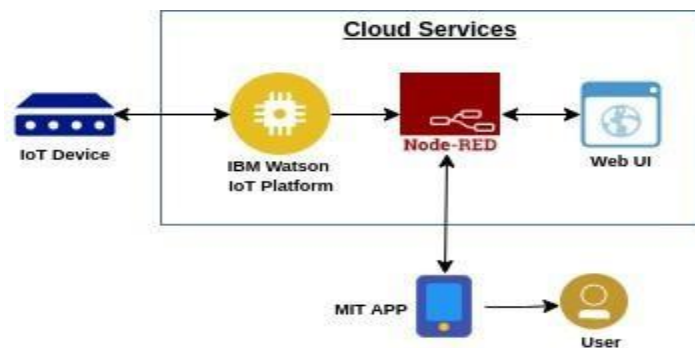 Cloud Services
IoT Device
IBM Watson
IoT Platform
Node-RED
Web UI
MIT APP
User